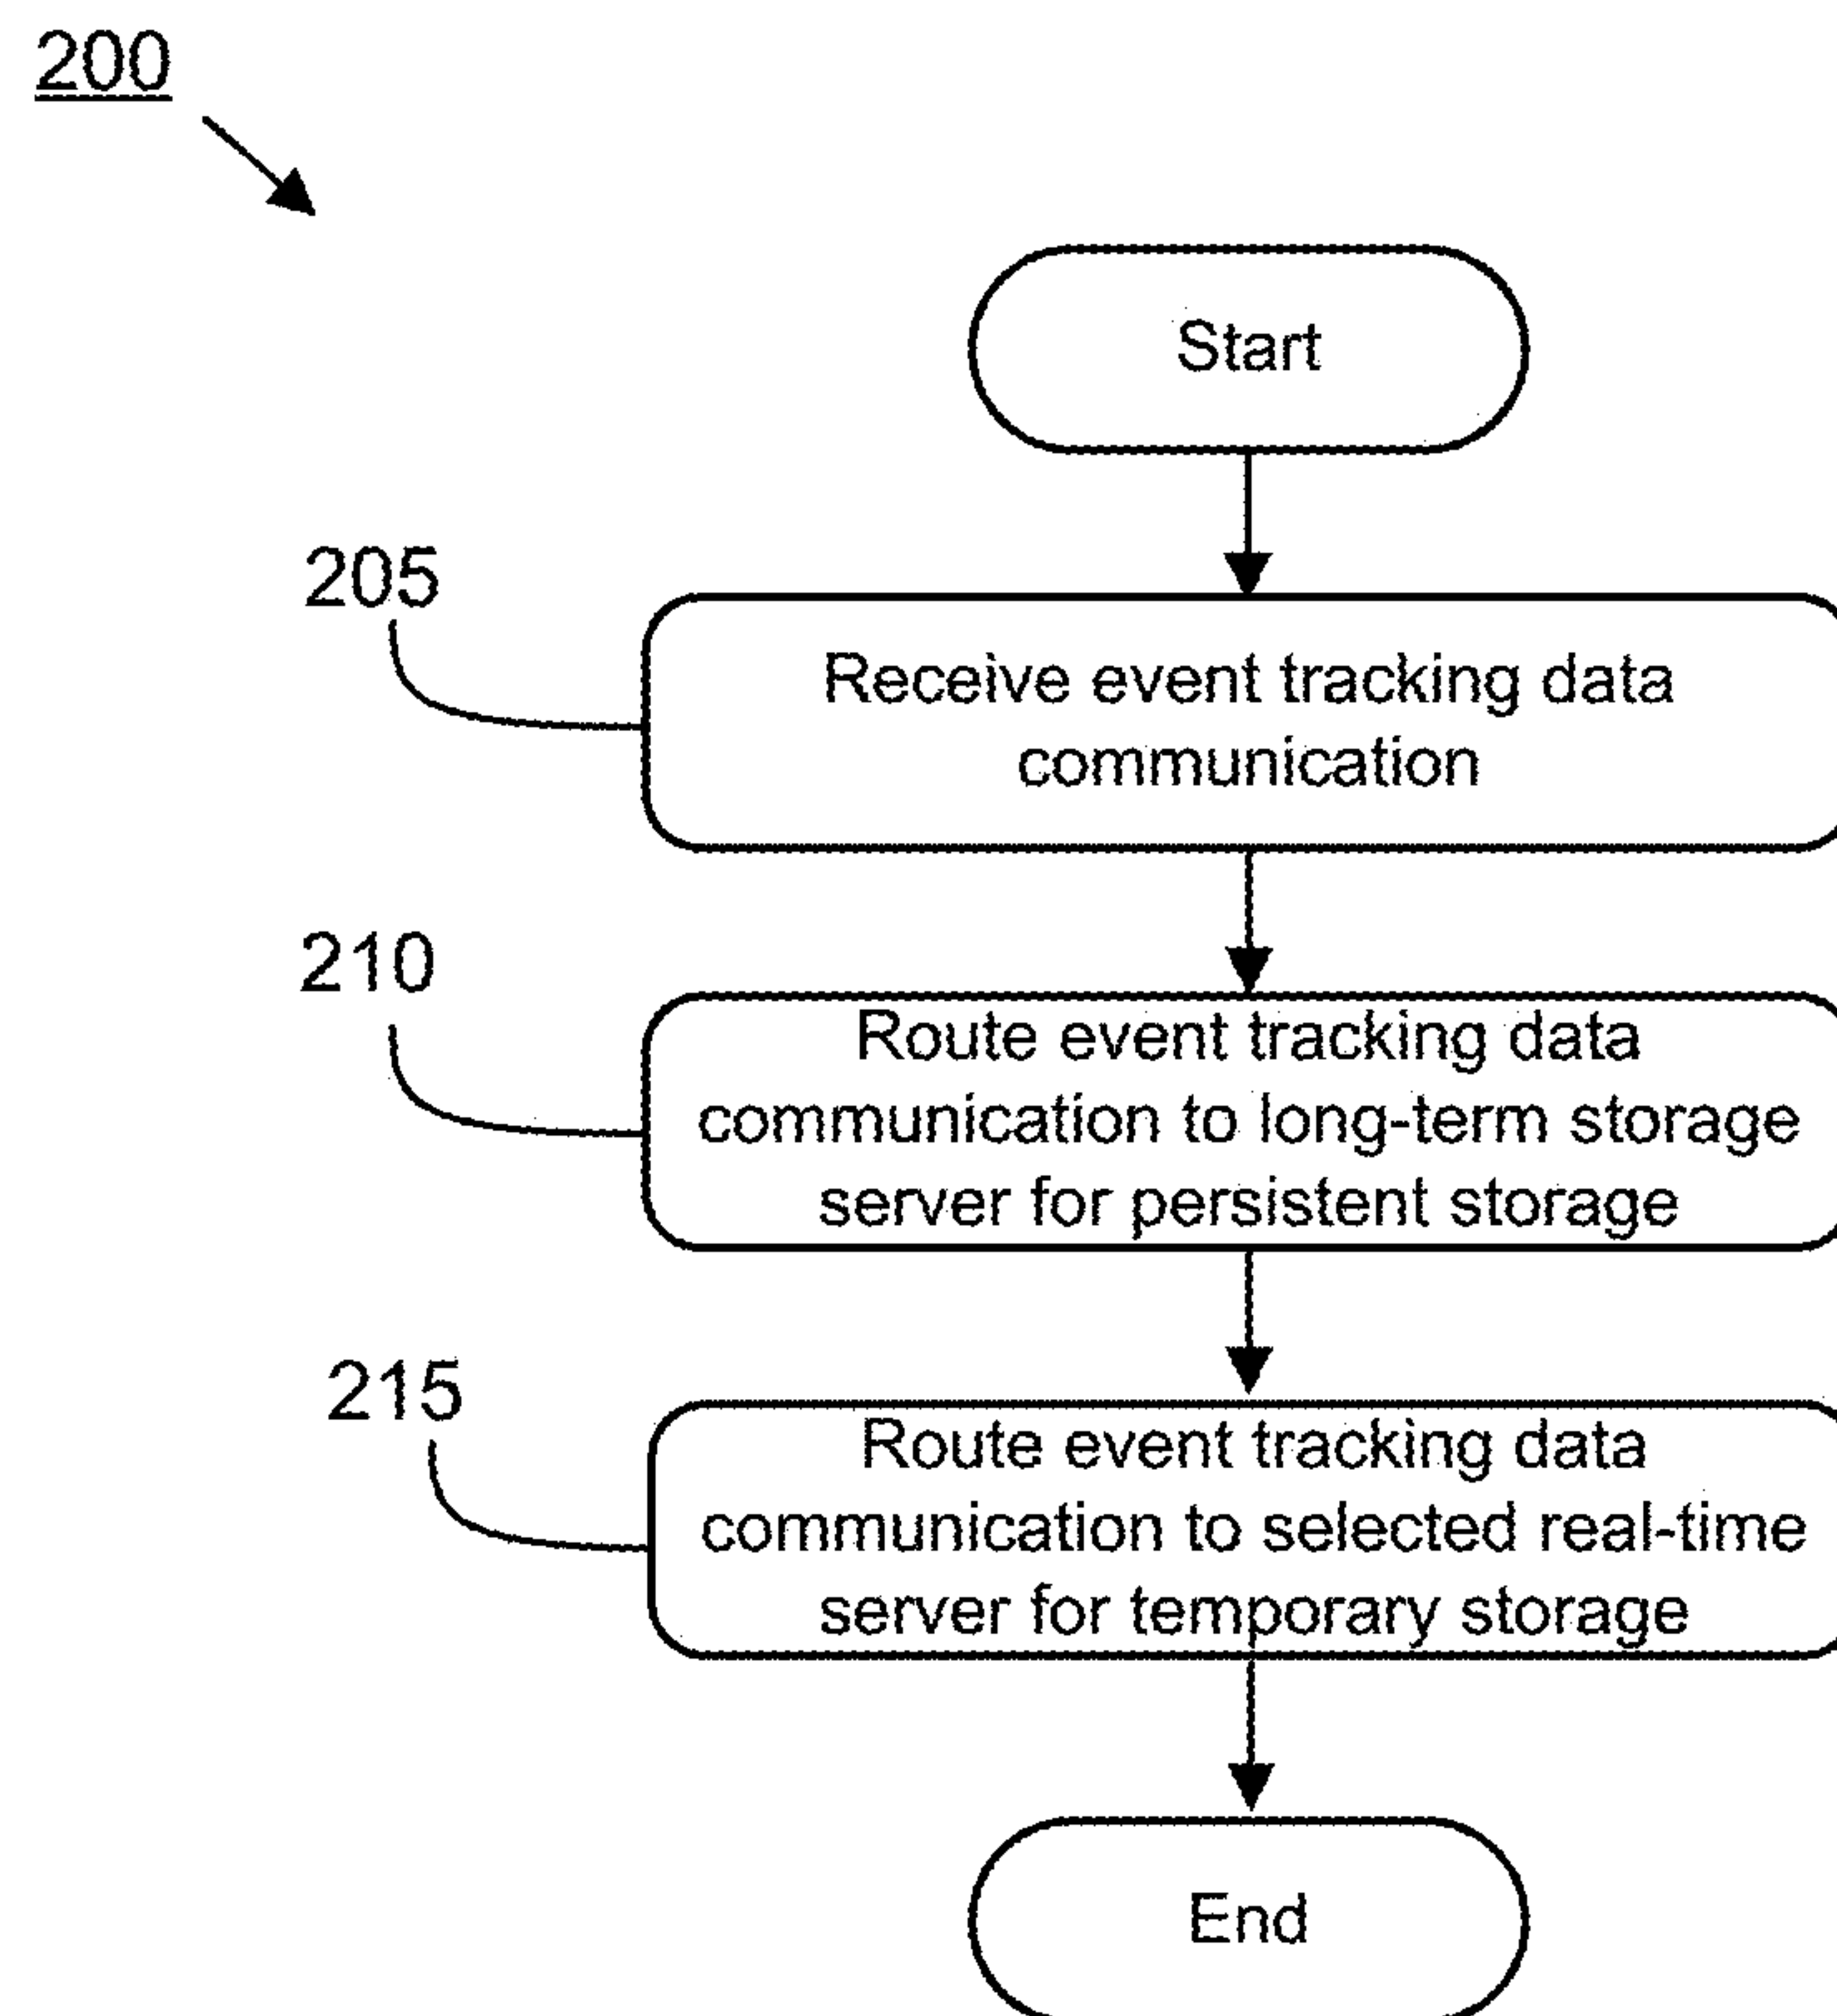 200
Start
205
Receive event tracking data
communication
210
Route event tracking data
communication to long-term storage
server for persistent storage
215
Route event tracking data
communication to selected real-time
server for temporary storage
End